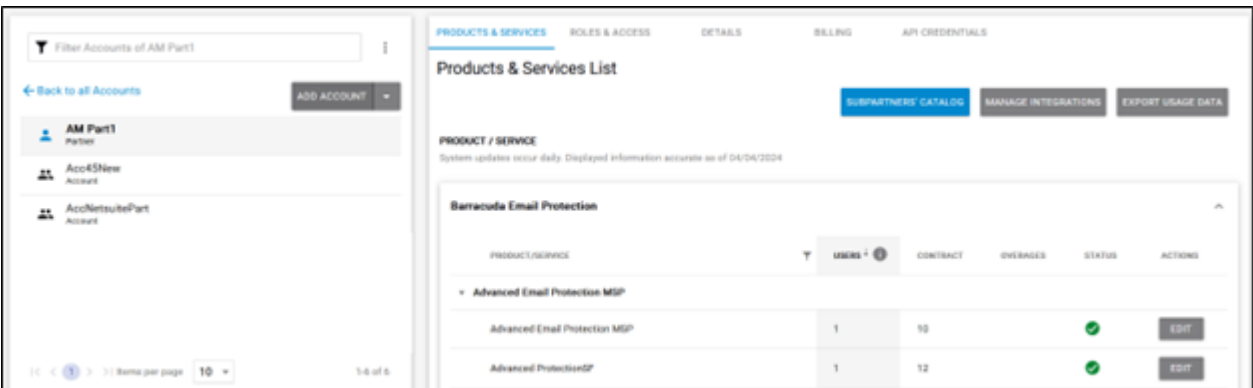 Filter Accounts of AM Part1
Back to all Accounts
ADD ACCOUNT
AM Part1
Partner
Acc45New
Account
AccNetsuitePart
Account
1
Items per page 10
1-6 of 6
PRODUCTS & SERVICES ROLES & ACCESS DETAILS BILLING API CREDENTIALS
Products & Services List
SUBPARTNERS' CATALOG MANAGE INTEGRATIONS EXPORT USAGE DATA
PRODUCT / SERVICE
System updates occur daily. Displayed information accurate as of 04/04/2024
Barracuda Email Protection
PRODUCT/SERVICE USERS CONTRACT OVERAGES STATUS ACTIONS
Advanced Email Protection MSP
Advanced Email Protection MSP 1 10 EDIT
Advanced ProtectionSF 1 12 EDIT